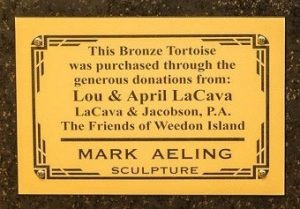 This Bronze Tortoise
was purchased through the
generous donations from:
Lou & April LaCava
LaCava & Jacobson, P.A.
The Friends of Weedon Island
MARK AELING
SCULPTURE